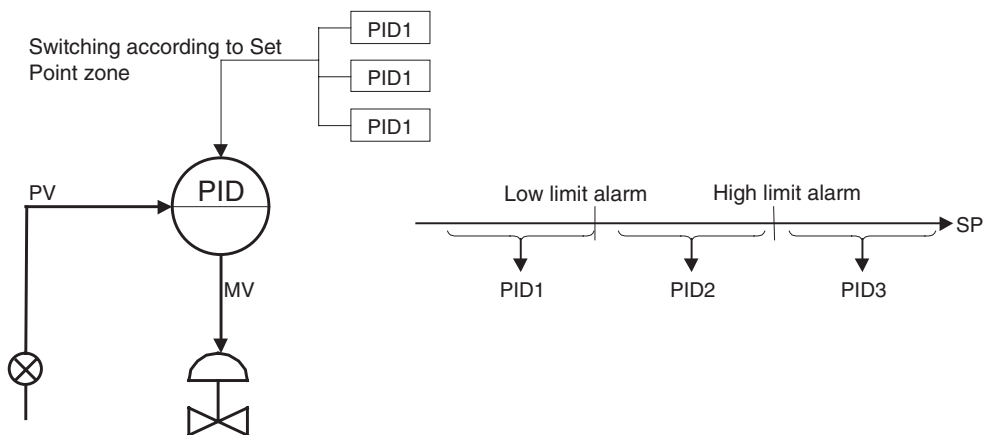 PID1
Switching according to Set
Point zone
PID1
PID1
PV
PID
Low limit alarm
High limit alarm
SP
MV
PID1
PID2
PID3